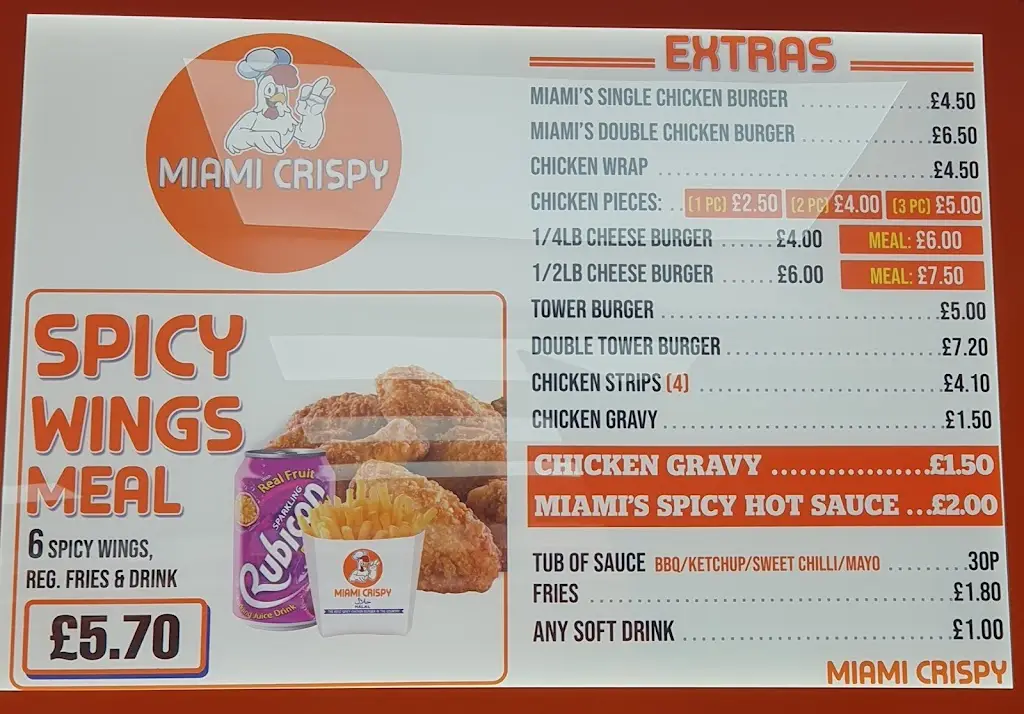 MIAMI CRISPY
SPICY
WINGS
MEAL
6 SPICY WINGS,
REG. FRIES & DRINK
£5.70
Real Fruit
SPARKLING
Rubicon
Juice Drink
MIAMI CRISPY
HALAL
EXTRAS
MIAMI'S SINGLE CHICKEN BURGER ................ £4.50
MIAMI'S DOUBLE CHICKEN BURGER ................ £6.50
CHICKEN WRAP ................ £4.50
CHICKEN PIECES: .. (1 PC) £2.50 (2 PC) £4.00 (3 PC) £5.00
1/4LB CHEESE BURGER ...... £4.00 MEAL: £6.00
1/2LB CHEESE BURGER ...... £6.00 MEAL: £7.50
TOWER BURGER ................ £5.00
DOUBLE TOWER BURGER ................ £7.20
CHICKEN STRIPS (4) ................ £4.10
CHICKEN GRAVY ................ £1.50
CHICKEN GRAVY ................ £1.50
MIAMI'S SPICY HOT SAUCE ... £2.00
TUB OF SAUCE BBQ/KETCHUP/SWEET CHILLI/MAYO ......... 30P
FRIES ................ £1.80
ANY SOFT DRINK ................ £1.00
MIAMI CRISPY